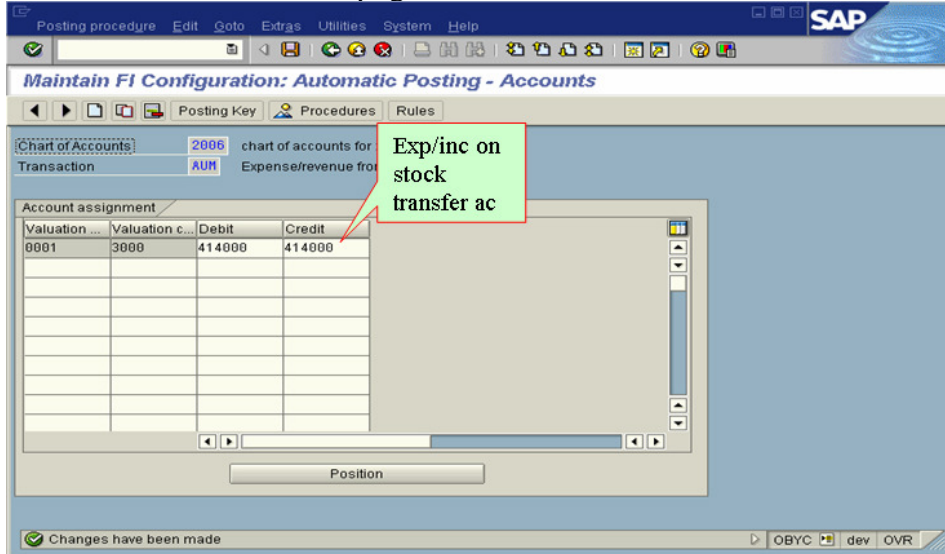 Posting procedure Edit Goto Extras Utilities System Help
SAP
Maintain FI Configuration: Automatic Posting - Accounts
Posting Key Procedures Rules
Chart of Accounts 2006 chart of accounts for
Transaction AUM Expense/revenue from
Exp/inc on
stock
transfer ac
Account assignment
Valuation ... Valuation c... Debit Credit
0001 3000 414000 414000
Position
Changes have been made
OBYC dev OVR